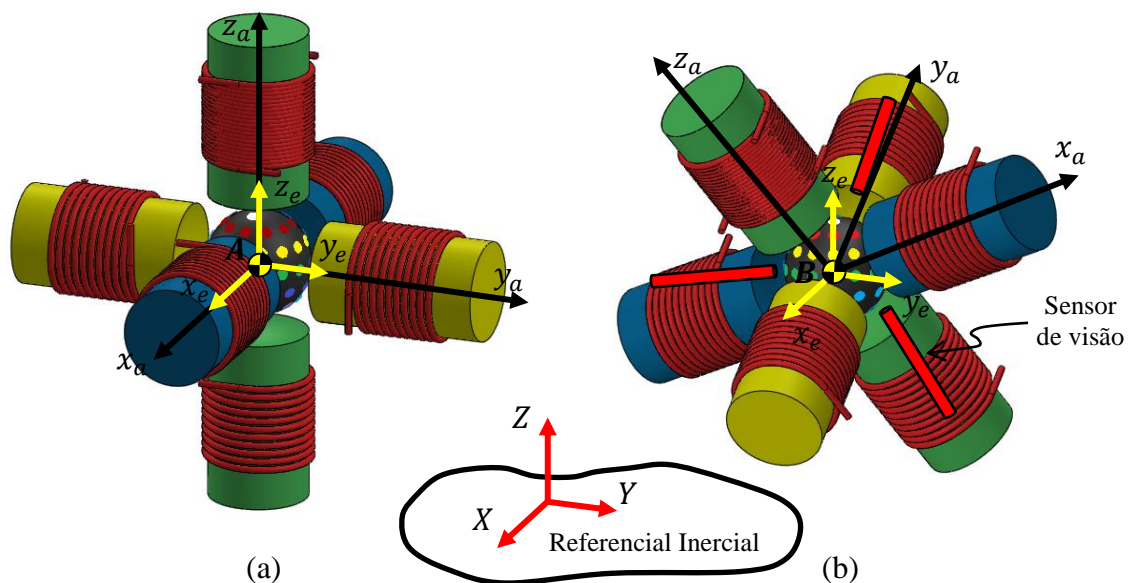 z_a
z_e
A
y_e
y_a
x_e
x_a
z_a
y_a
x_a
z_e
B
y_e
x_e
Sensor
de visão
Z
Y
X
Referencial Inercial
(a)
(b)